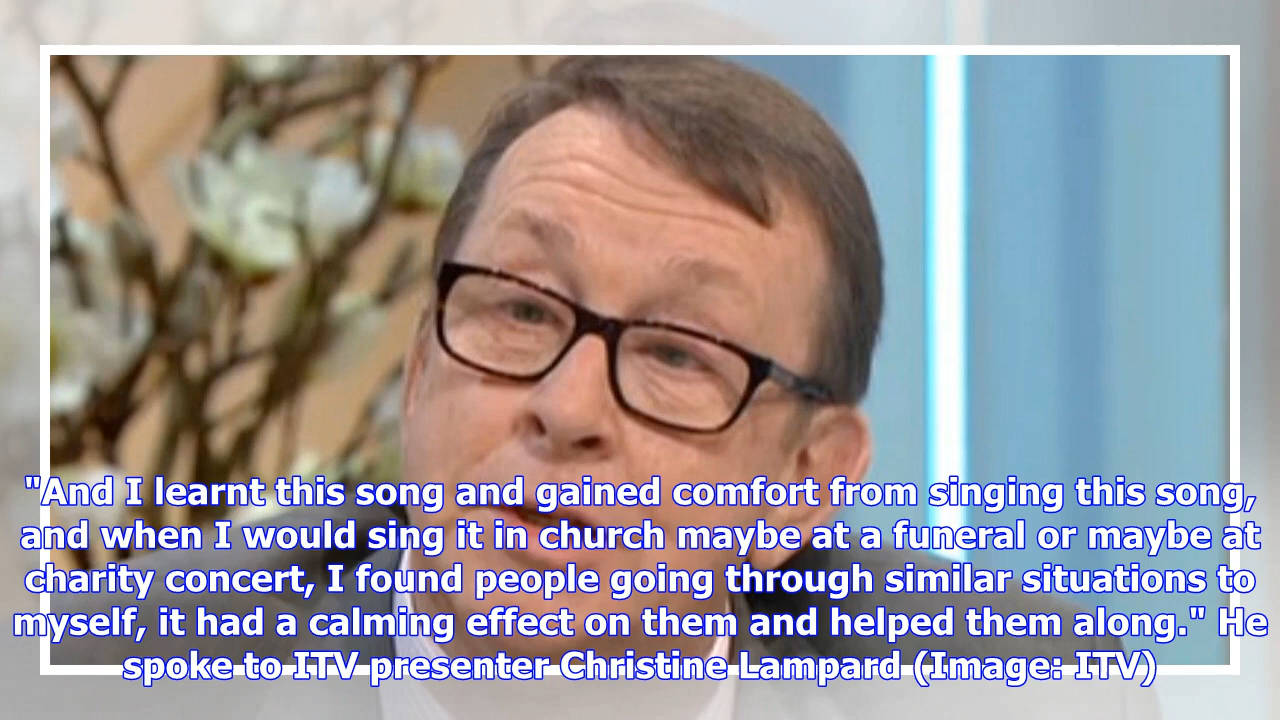 "And I learnt this song and gained comfort from singing this song,
and when I would sing it in church maybe at a funeral or maybe at
charity concert, I found people going through similar situations to
myself, it had a calming effect on them and helped them along." He
spoke to ITV presenter Christine Lampard (Image: ITV)